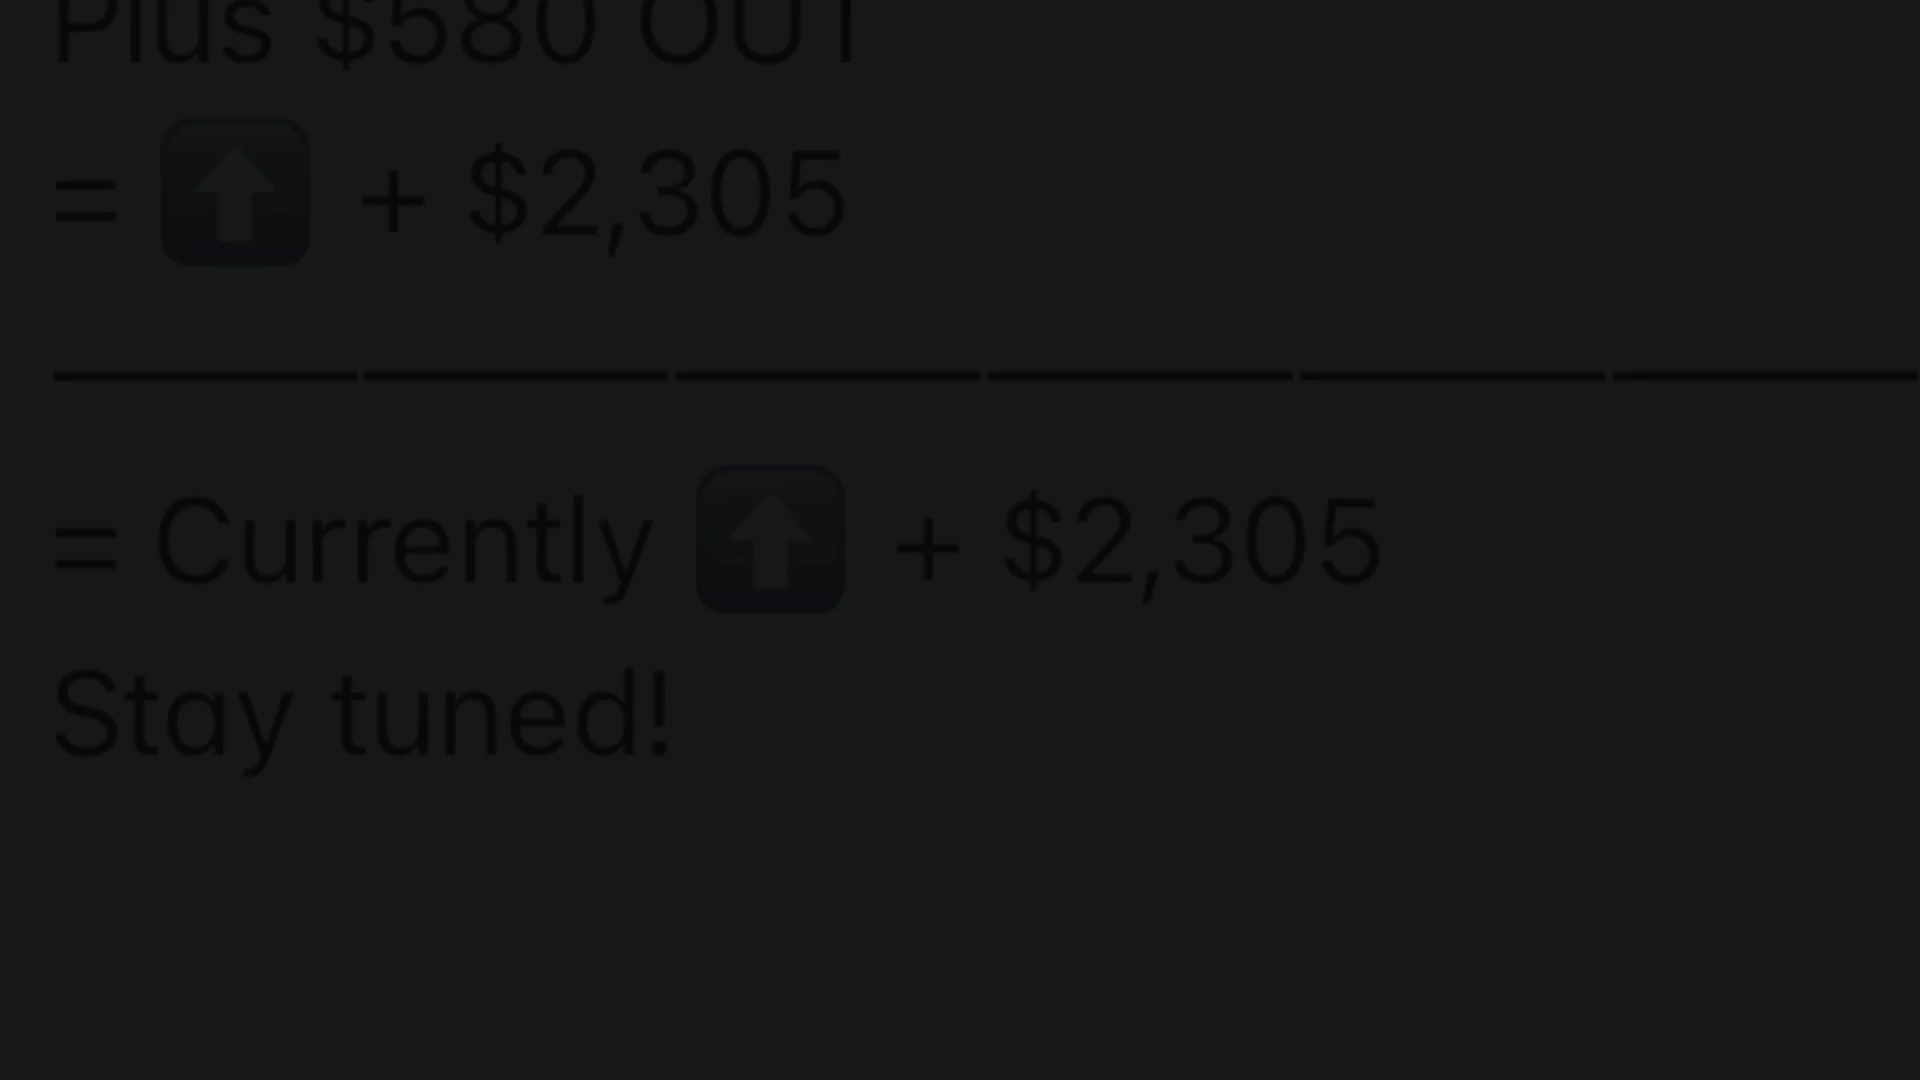 Plus $580 OUT
= ⬆️ + $2,305
——————
= Currently ⬆️ + $2,305
Stay tuned!